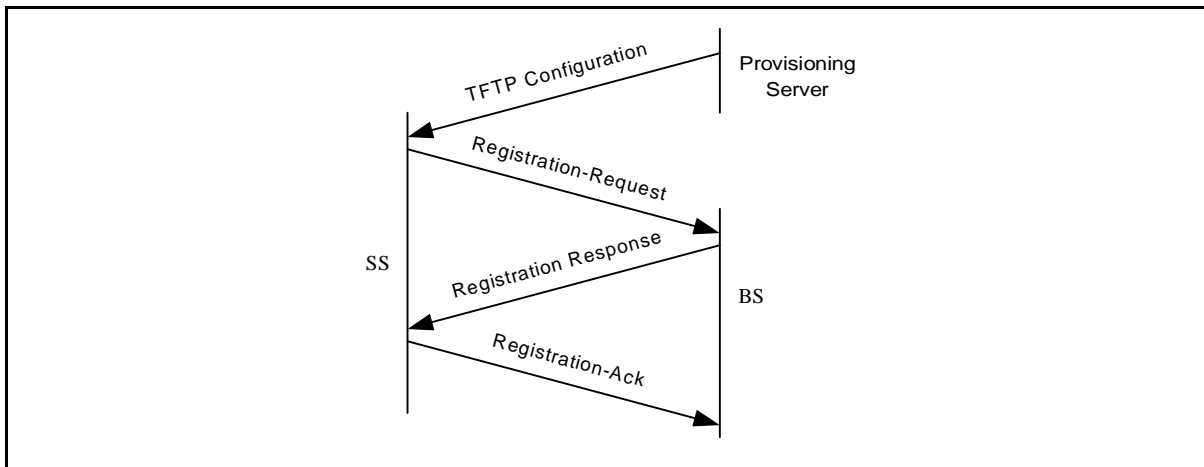 TFTP Configuration
Provisioning
Server
Registration-Request
Registration Response
SS
BS
Registration-Ack